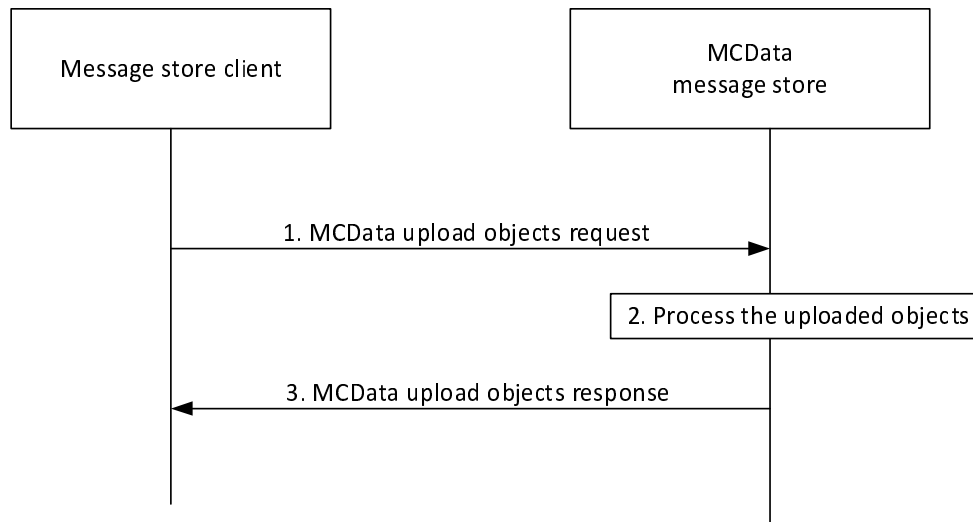 Message store client
MCData
message store
1. MCData upload objects request
2. Process the uploaded objects
3. MCData upload objects response